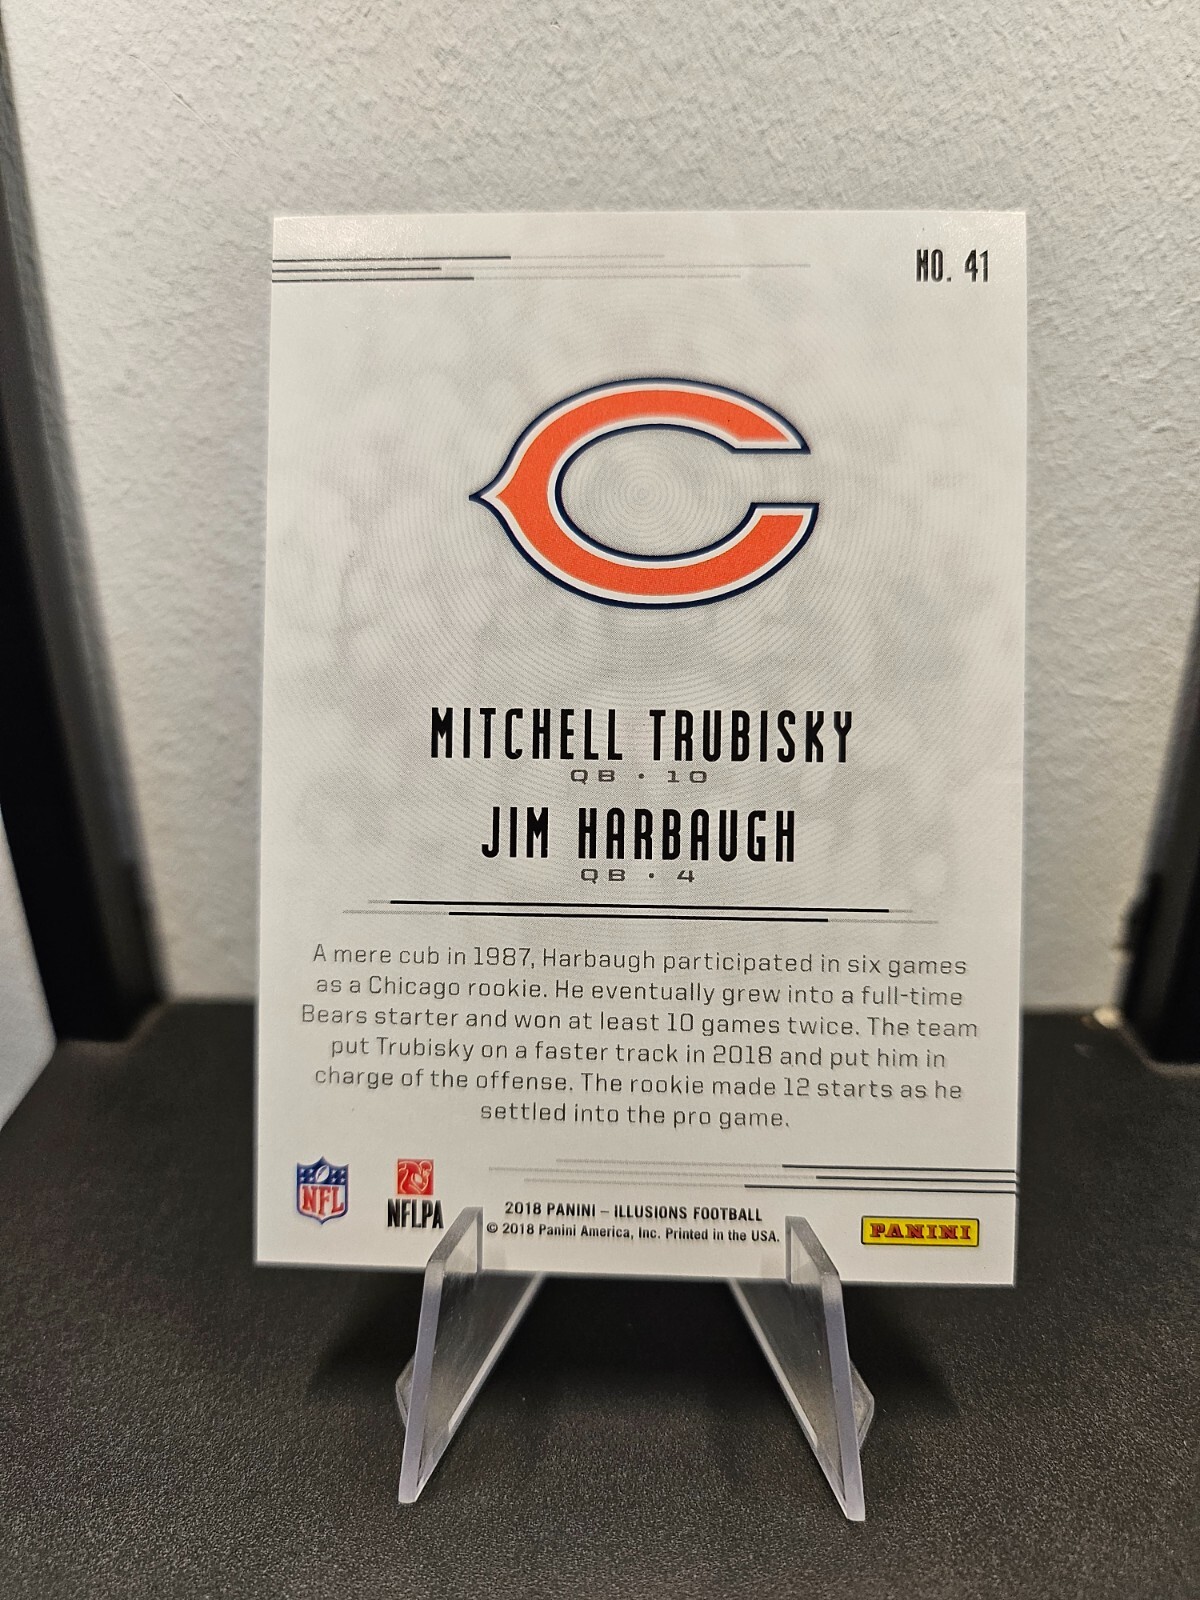 NO. 41
MITCHELL TRUBISKY
QB · 10
JIM HARBAUGH
QB · 4
A mere cub in 1987, Harbaugh participated in six games
as a Chicago rookie. He eventually grew into a full-time
Bears starter and won at least 10 games twice. The team
put Trubisky on a faster track in 2018 and put him in
charge of the offense. The rookie made 12 starts as he
settled into the pro game.
NFL
NFLPA
2018 PANINI – ILLUSIONS FOOTBALL
© 2018 Panini America, Inc. Printed in the USA.
PANINI